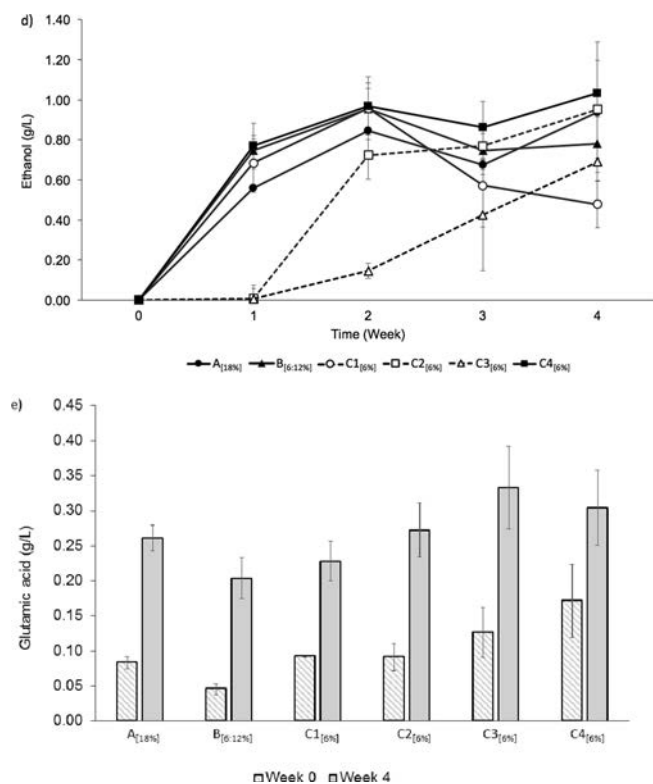 d)
1.40
1.20
1.00
0.80
0.60
0.40
0.20
0.00
Ethanol (g/L)
0 1 2 3 4
Time (Week)
A[18%] B[6:12%] C1[6%] C2[6%] C3[6%] C4[6%]
e)
0.45
0.40
0.35
0.30
0.25
0.20
0.15
0.10
0.05
0.00
Glutamic acid (g/L)
A[18%] B[6:12%] C1[6%] C2[6%] C3[6%] C4[6%]
Week 0 Week 4